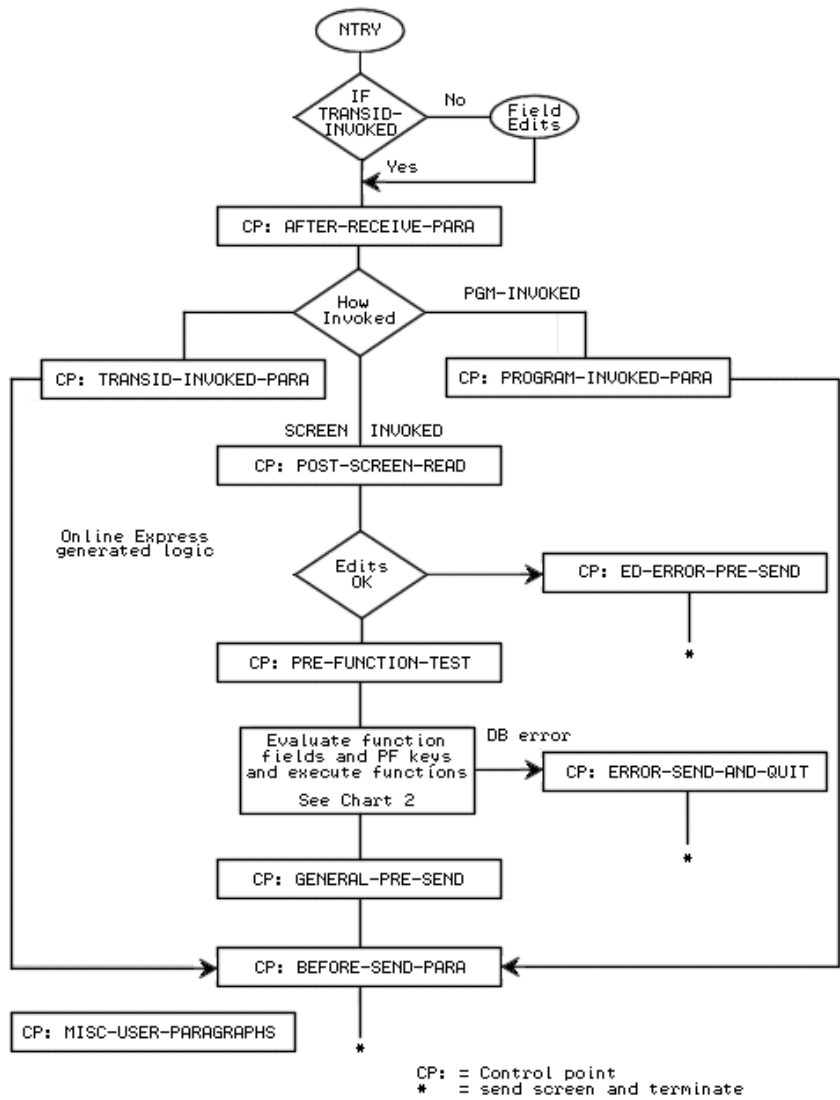 NTRY
IF
TRANSID-
INVOKED
No
Field
Edits
Yes
CP: AFTER-RECEIVE-PARA
How
Invoked
PGM-INVOKED
CP: TRANSID-INVOKED-PARA
CP: PROGRAM-INVOKED-PARA
SCREEN INVOKED
CP: POST-SCREEN-READ
Online Express
generated logic
Edits
OK
CP: ED-ERROR-PRE-SEND
*
CP: PRE-FUNCTION-TEST
Evaluate function
fields and PF keys
and execute functions
See Chart 2
DB error
CP: ERROR-SEND-AND-QUIT
*
CP: GENERAL-PRE-SEND
CP: BEFORE-SEND-PARA
CP: MISC-USER-PARAGRAPHS
*
CP: = Control point
* = send screen and terminate